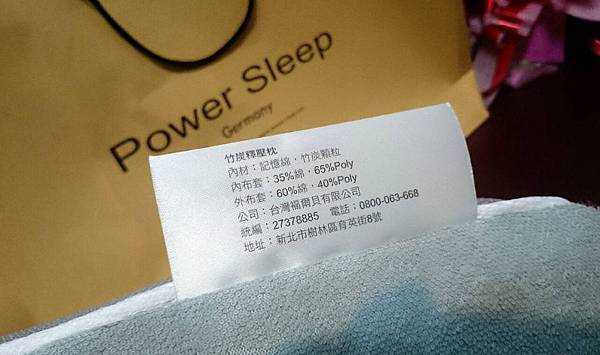 Power Sleep
Germany
竹炭釋壓枕
內材：記憶綿，竹炭顆粒
內布套：35%綿，65%Poly
外布套：60%綿，40%Poly
公司：台灣福爾貝有限公司
統編：27378885　電話：0800-063-668
地址：新北市樹林區育英街8號